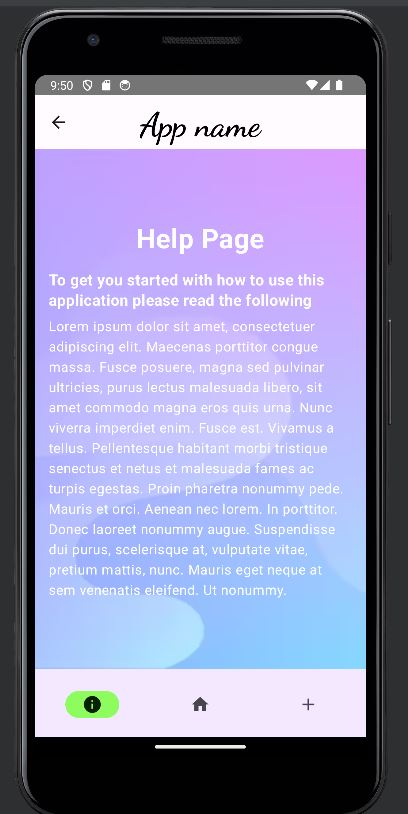 9:50
App name
Help Page
To get you started with how to use this
application please read the following
Lorem ipsum dolor sit amet, consectetuer
adipiscing elit. Maecenas porttitor congue
massa. Fusce posuere, magna sed pulvinar
ultricies, purus lectus malesuada libero, sit
amet commodo magna eros quis urna. Nunc
viverra imperdiet enim. Fusce est. Vivamus a
tellus. Pellentesque habitant morbi tristique
senectus et netus et malesuada fames ac
turpis egestas. Proin pharetra nonummy pede.
Mauris et orci. Aenean nec lorem. In porttitor.
Donec laoreet nonummy augue. Suspendisse
dui purus, scelerisque at, vulputate vitae,
pretium mattis, nunc. Mauris eget neque at
sem venenatis eleifend. Ut nonummy.